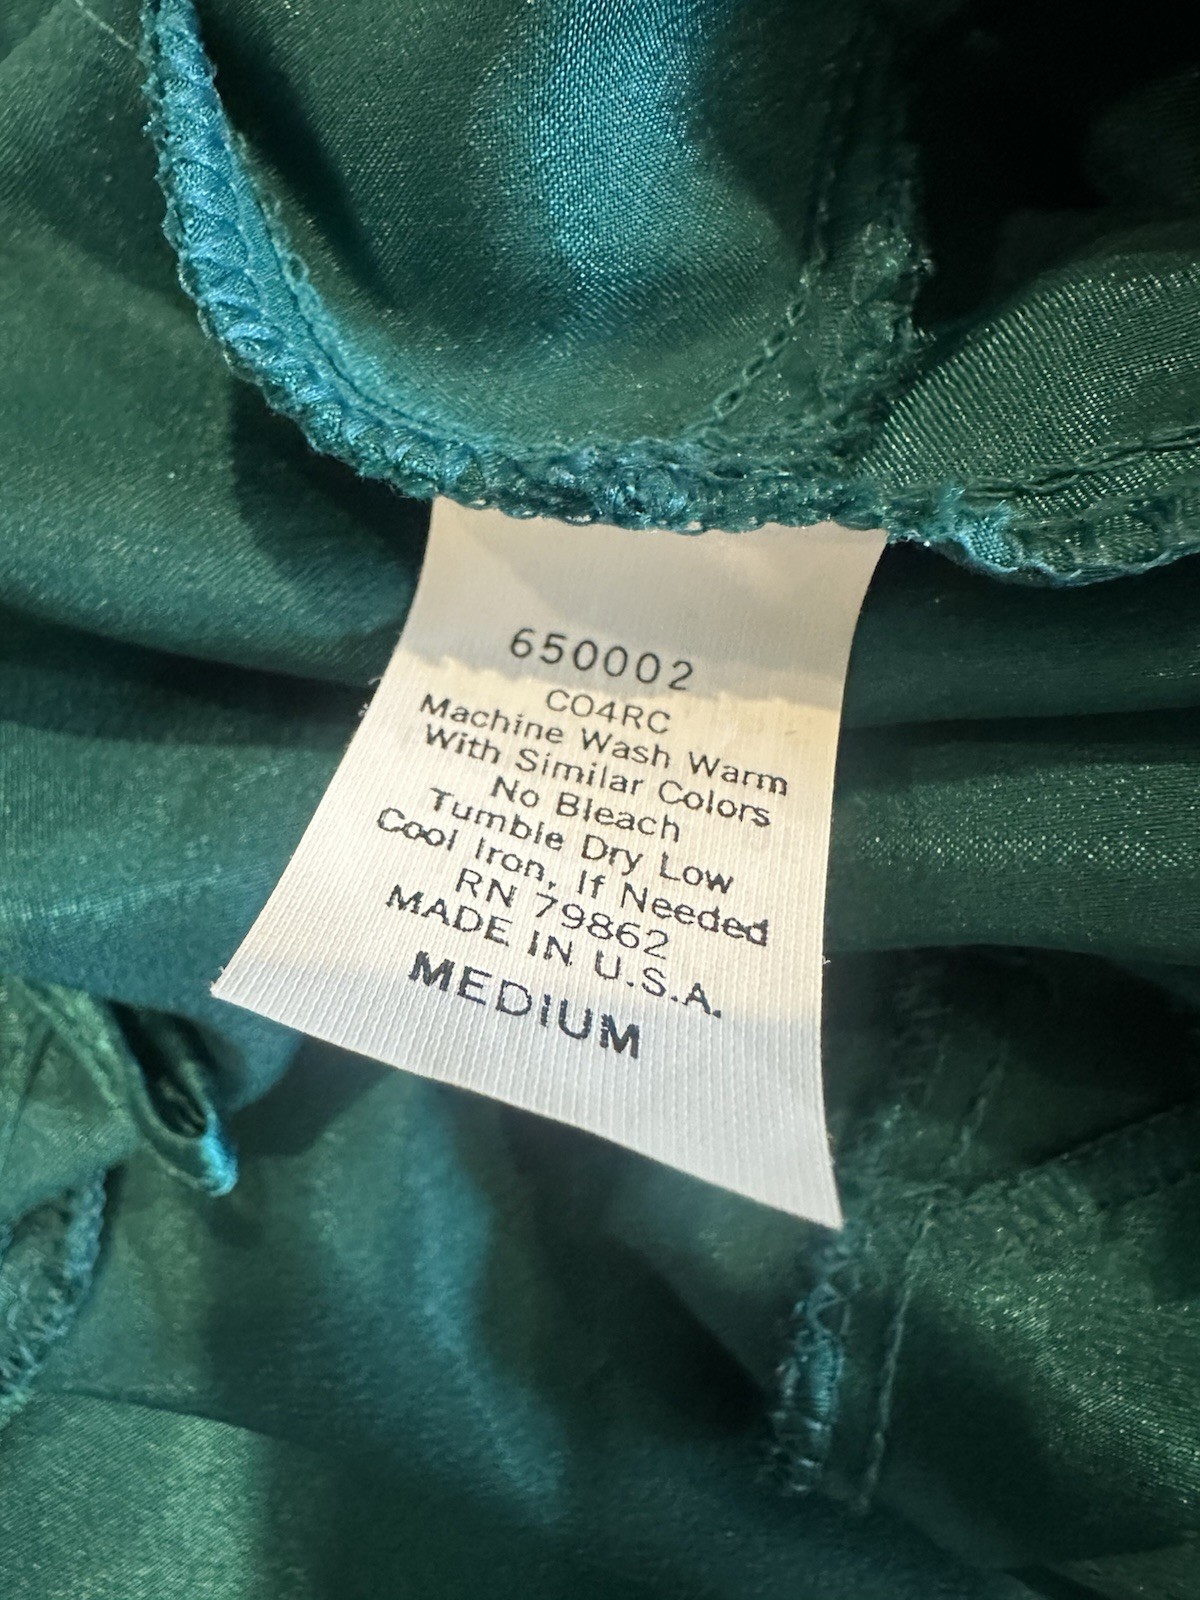 650002
CO4RC
Machine Wash Warm
With Similar Colors
No Bleach
Tumble Dry Low
Cool Iron, If Needed
RN 79862
MADE IN U.S.A.
MEDIUM